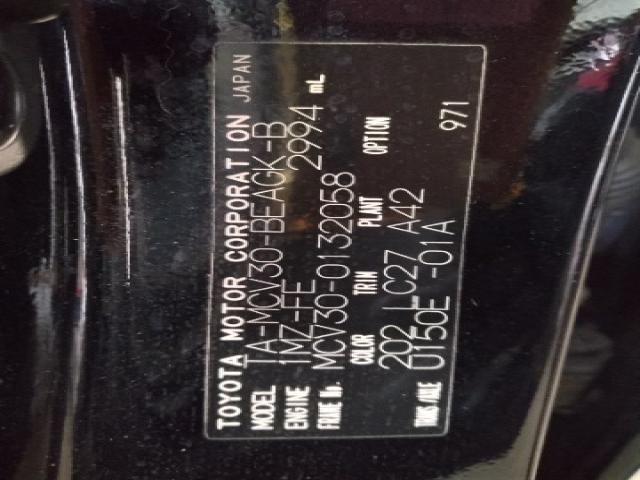 TOYOTA MOTOR CORPORATION JAPAN
MODEL TA-MCV30-BEAGK-B
ENGINE 1MZ-FE 2994 mL
FRAME No. MCV30-0132058
COLOR TRIM PLANT OPTION
202 LC27 A42
TRNS/AXLE U150E -01A 971